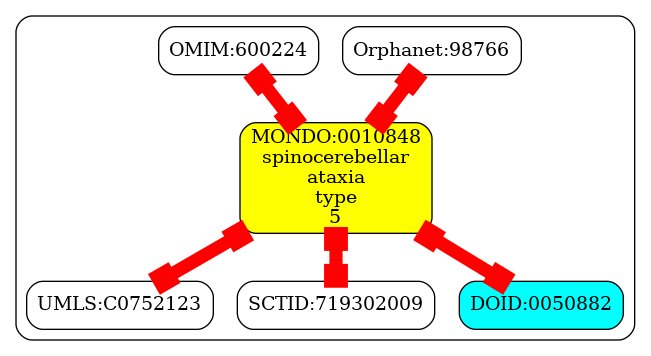 OMIM:600224
Orphanet:98766
MONDO:0010848
spinocerebellar
ataxia
type
5
UMLS:C0752123
SCTID:719302009
DOID:0050882